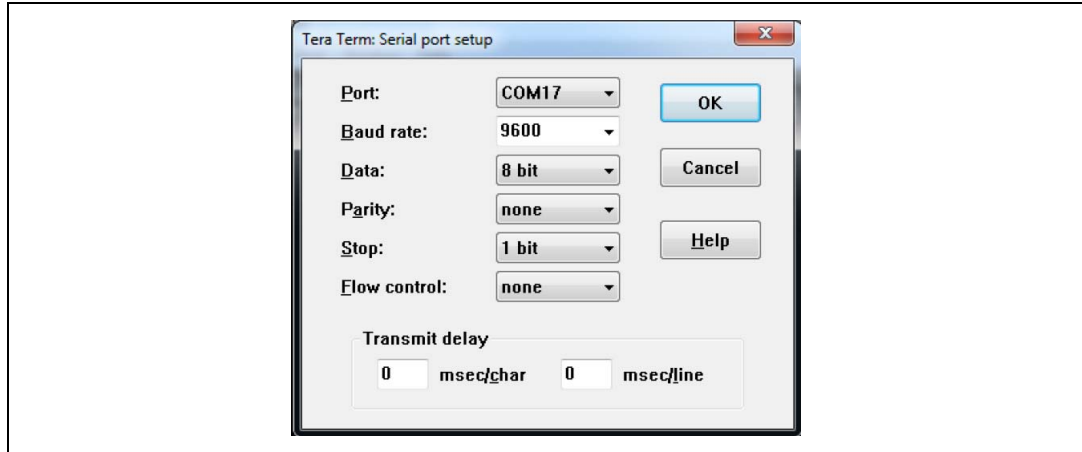 Tera Term: Serial port setup
Port: COM17
OK
Baud rate: 9600
Data: 8 bit
Cancel
Parity: none
Stop: 1 bit
Help
Flow control: none
Transmit delay
0 msec/char 0 msec/line